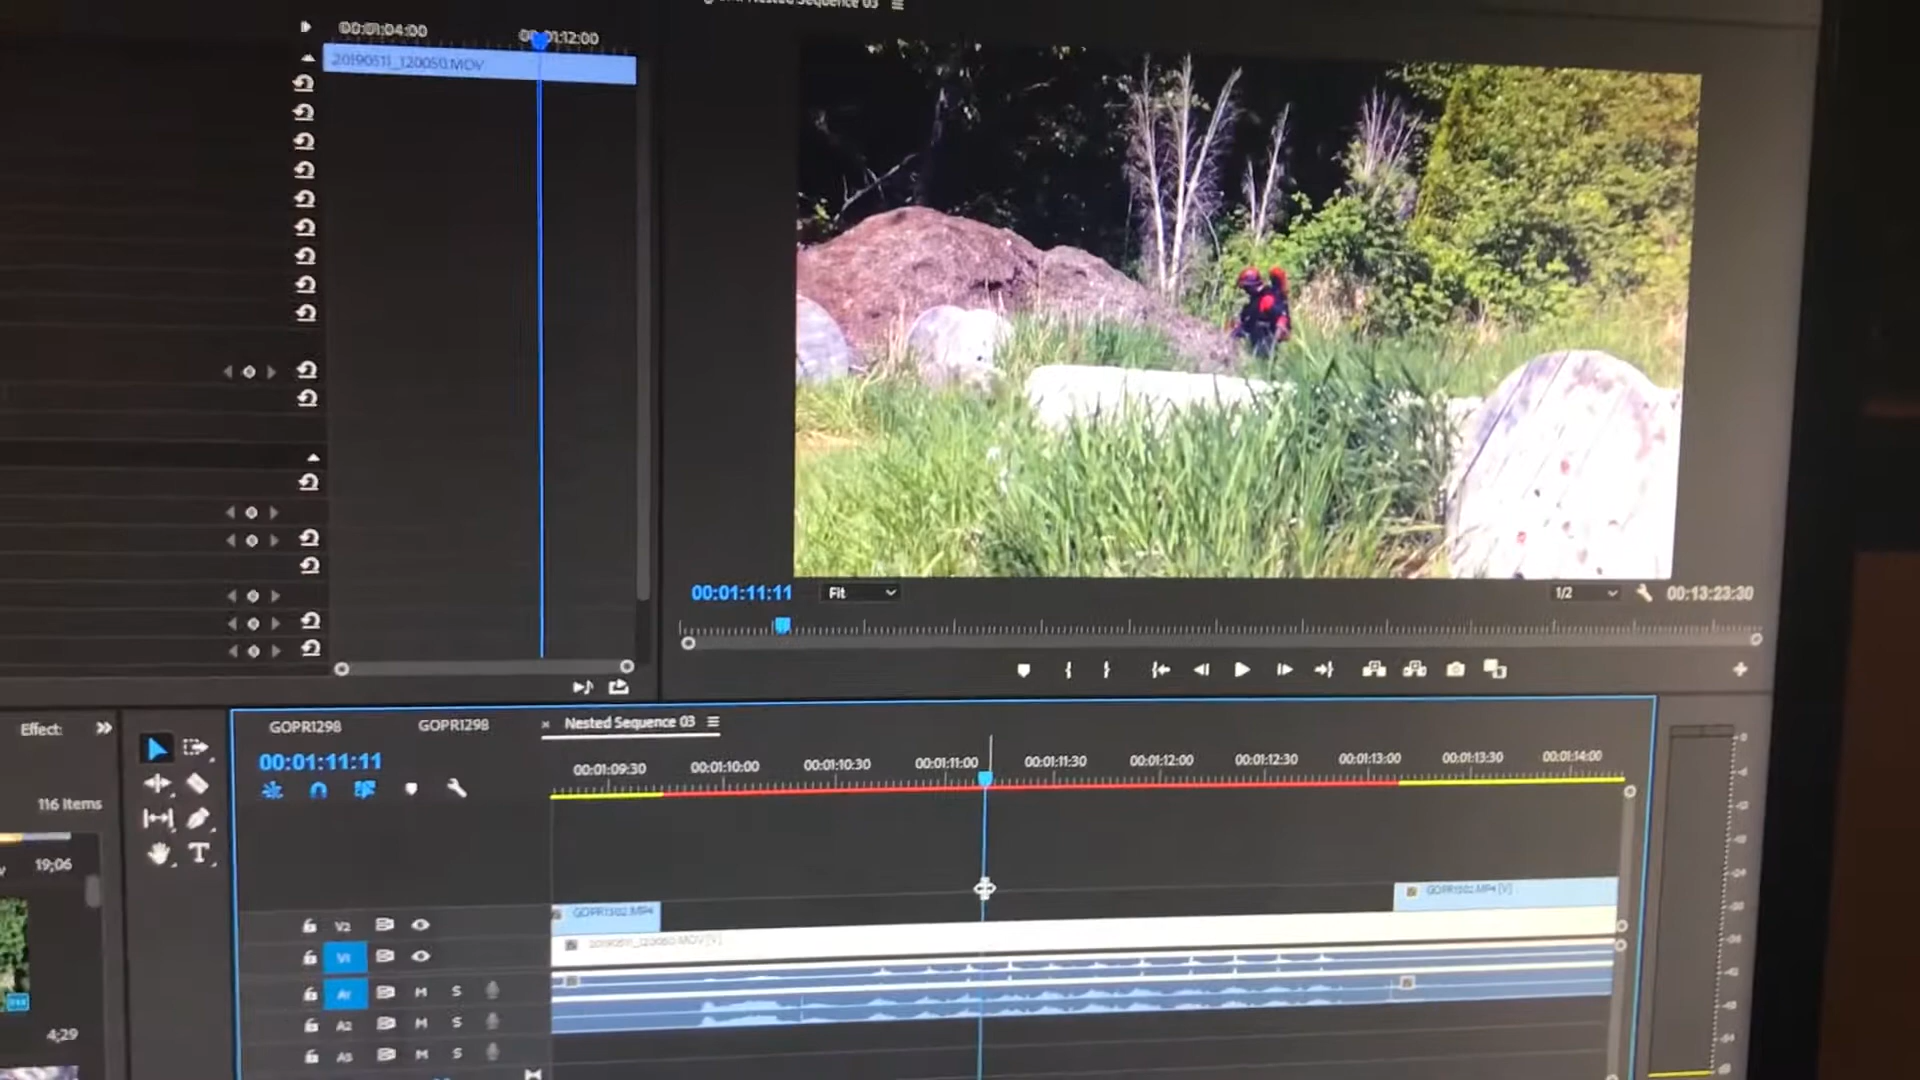 Nested Sequence 03
00:01:04:00
00:01:12:00
20190511_120050.MOV
00:01:11:11
Fit
1/2
00:13:23:30
Effect:
GOPR1298
GOPR1298
× Nested Sequence 03
00:01:11:11
00:01:09:30
00:01:10:00
00:01:10:30
00:01:11:00
00:01:11:30
00:01:12:00
00:01:12:30
00:01:13:00
00:01:13:30
00:01:14:00
116 Items
19;06
T
GOPR1302.MP4 [V]
GOPR1302.MP4
V2
20190511_120050.MOV [V]
V1
A1 M S
A2 M S
4;29
A3 M S